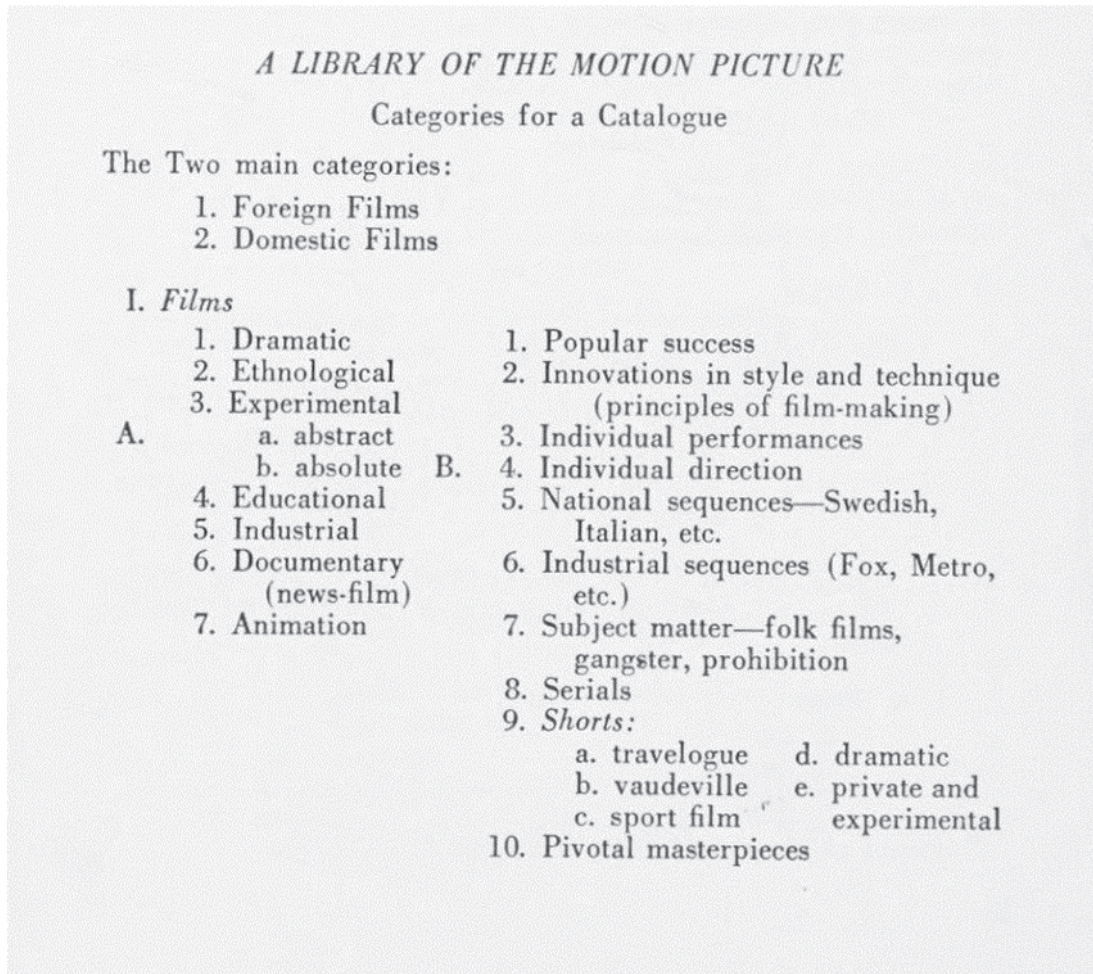 A LIBRARY OF THE MOTION PICTURE
Categories for a Catalogue
The Two main categories:
1. Foreign Films
2. Domestic Films
I. Films
A.
1. Dramatic
2. Ethnological
3. Experimental
a. abstract
b. absolute
4. Educational
5. Industrial
6. Documentary
(news-film)
7. Animation
B.
1. Popular success
2. Innovations in style and technique
(principles of film-making)
3. Individual performances
4. Individual direction
5. National sequences—Swedish,
Italian, etc.
6. Industrial sequences (Fox, Metro,
etc.)
7. Subject matter—folk films,
gangster, prohibition
8. Serials
9. Shorts:
a. travelogue
b. vaudeville
c. sport film
d. dramatic
e. private and
experimental
10. Pivotal masterpieces